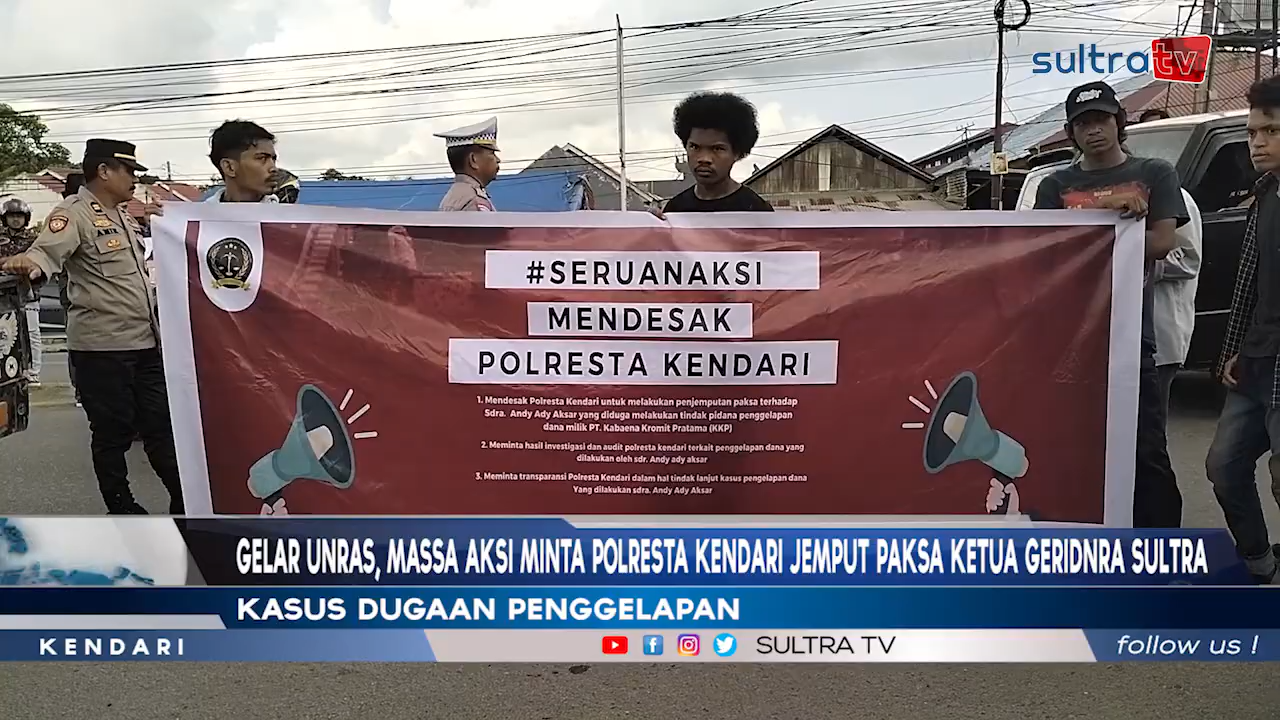 sultratv
#SERUANAKSI
MENDESAK
POLRESTA KENDARI
1. Mendesak Polresta Kendari untuk melakukan penjemputan paksa terhadap
Sdra. Andy Ady Aksar yang diduga melakukan tindak pidana penggelapan
dana milik PT. Kabaena Kromit Pratama (KKP)
2. Meminta hasil investigasi dan audit polresta kendari terkait penggelapan dana yang
dilakukan oleh sdr. Andy ady aksar
3. Meminta transparansi Polresta Kendari dalam hal tindak lanjut kasus pengelapan dana
Yang dilakukan sdra. Andy Ady Aksar
GELAR UNRAS, MASSA AKSI MINTA POLRESTA KENDARI JEMPUT PAKSA KETUA GERIDNRA SULTRA
KASUS DUGAAN PENGGELAPAN
KENDARI
SULTRA TV
follow us !